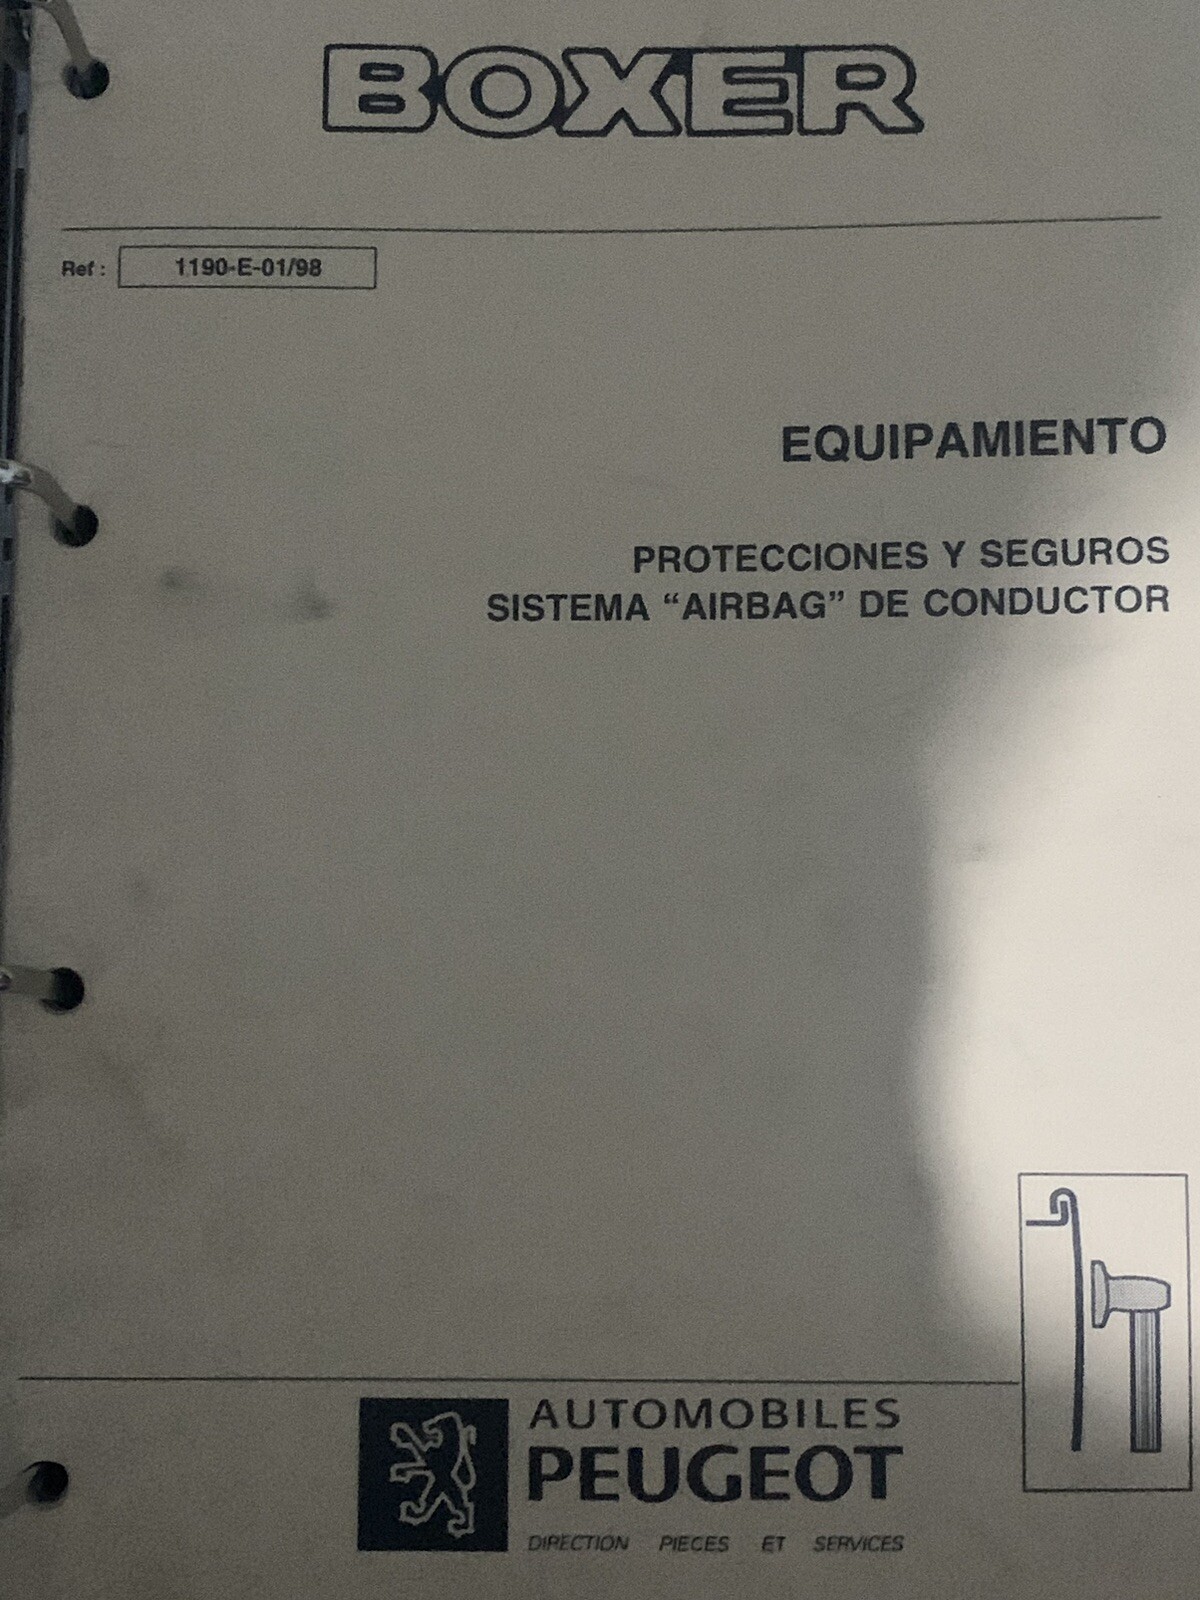 BOXER
Ref : 1190-E-01/98
EQUIPAMIENTO
PROTECCIONES Y SEGUROS
SISTEMA “AIRBAG” DE CONDUCTOR
AUTOMOBILES
PEUGEOT
DIRECTION PIECES ET SERVICES